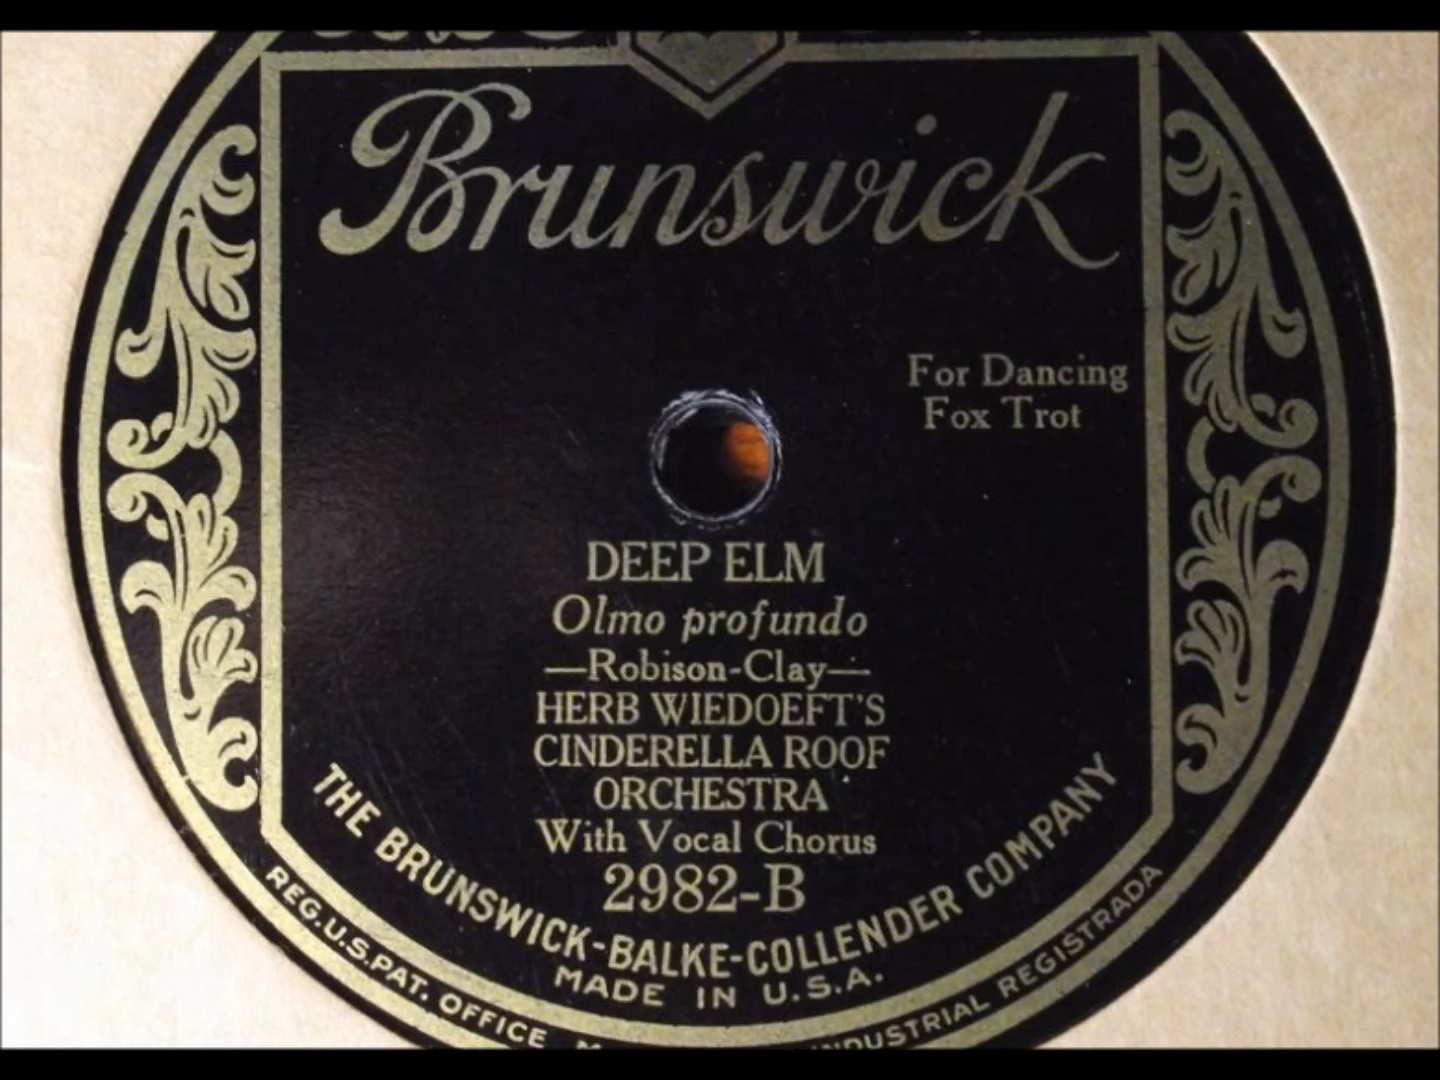 Brunswick
For Dancing
Fox Trot
DEEP ELM
Olmo profundo
—Robison-Clay—
HERB WIEDOEFT'S
CINDERELLA ROOF
ORCHESTRA
With Vocal Chorus
2982-B
THE BRUNSWICK-BALKE-COLLENDER COMPANY
MADE IN U.S.A.
REG.U.S.PAT. OFFICE
INDUSTRIAL REGISTRADA